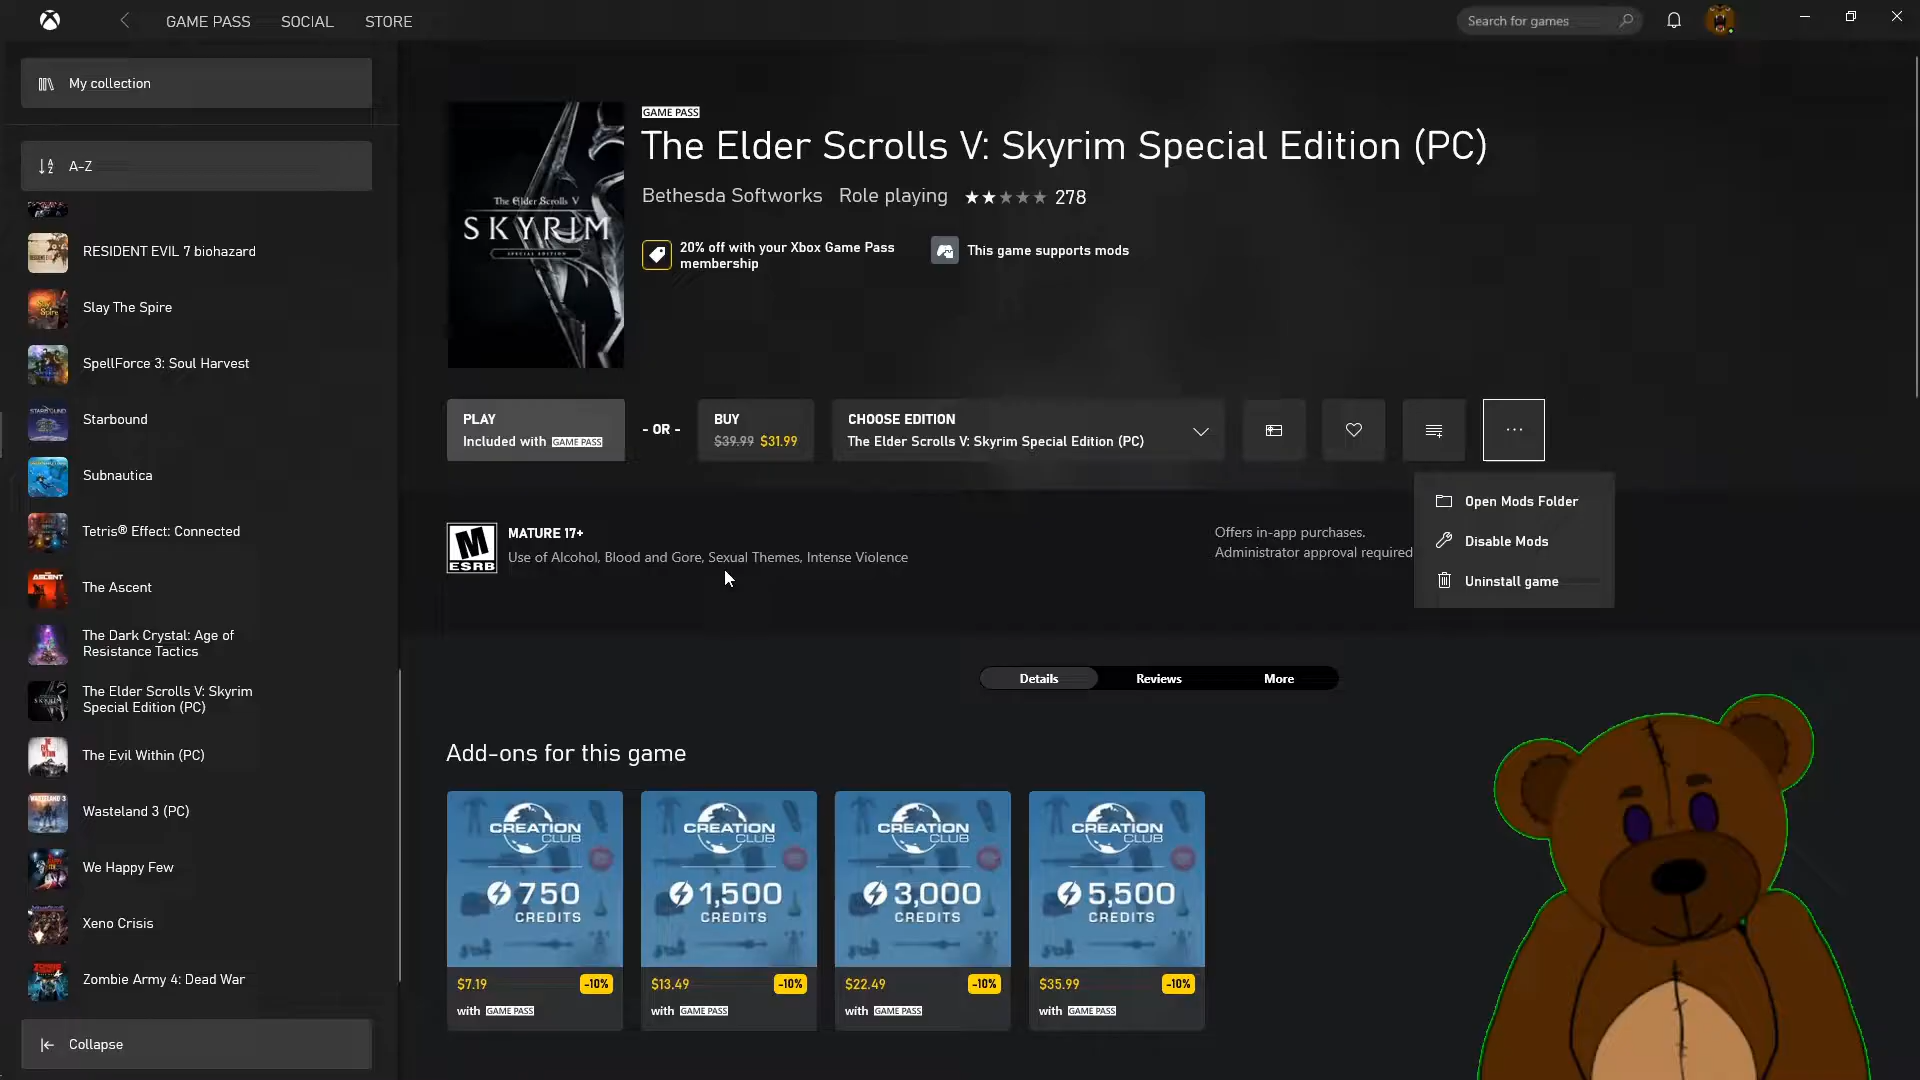 GAME PASS
SOCIAL
STORE
Search for games
My collection
A-Z
RESIDENT EVIL 7 biohazard
Slay The Spire
SpellForce 3: Soul Harvest
Starbound
Subnautica
Tetris® Effect: Connected
The Ascent
The Dark Crystal: Age of
Resistance Tactics
The Elder Scrolls V: Skyrim
Special Edition (PC)
The Evil Within (PC)
Wasteland 3 (PC)
We Happy Few
Xeno Crisis
Zombie Army 4: Dead War
Collapse
The Elder Scrolls V
SKYRIM
SPECIAL EDITION
GAME PASS
The Elder Scrolls V: Skyrim Special Edition (PC)
Bethesda Softworks Role playing 278
20% off with your Xbox Game Pass
membership
This game supports mods
PLAY
Included with GAME PASS
- OR -
BUY
$39.99 $31.99
CHOOSE EDITION
The Elder Scrolls V: Skyrim Special Edition (PC)
...
Open Mods Folder
Disable Mods
Uninstall game
M
ESRB
MATURE 17+
Use of Alcohol, Blood and Gore, Sexual Themes, Intense Violence
Offers in-app purchases.
Administrator approval required
Details
Reviews
More
Add-ons for this game
CREATION
CLUB
750
CREDITS
$7.19 -10%
with GAME PASS
CREATION
CLUB
1,500
CREDITS
$13.49 -10%
with GAME PASS
CREATION
CLUB
3,000
CREDITS
$22.49 -10%
with GAME PASS
CREATION
CLUB
5,500
CREDITS
$35.99 -10%
with GAME PASS